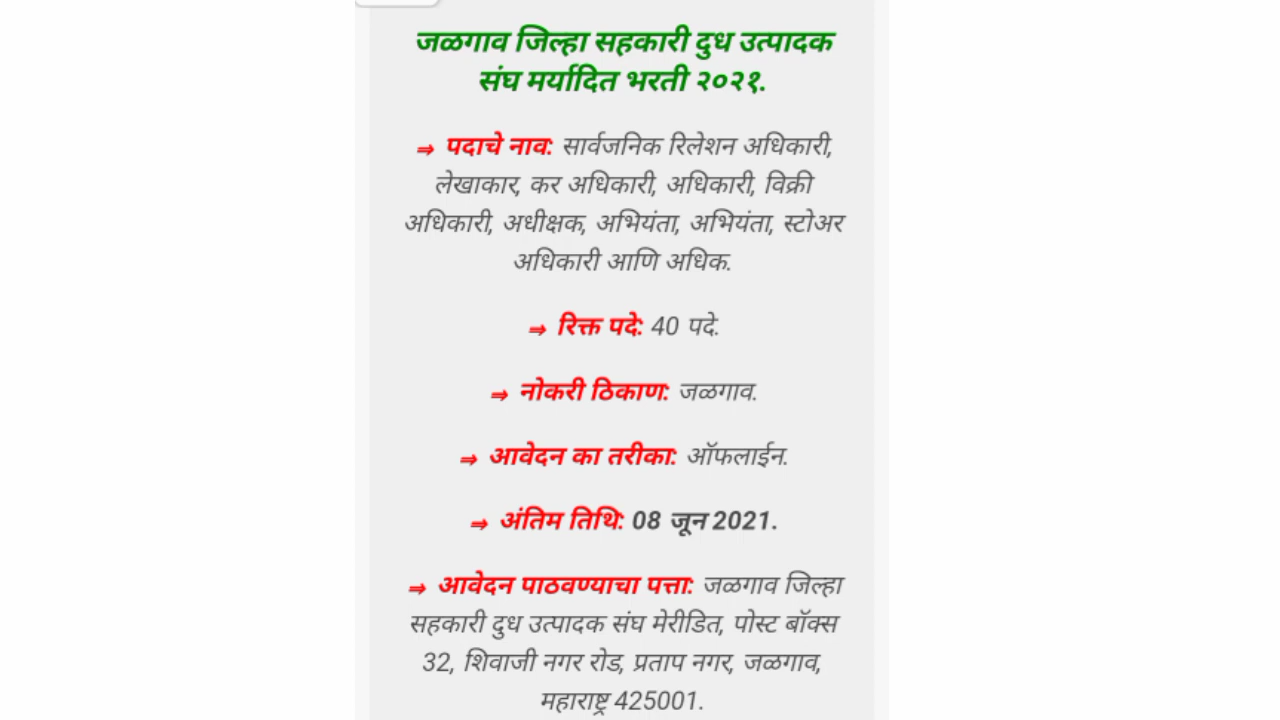 जळगाव जिल्हा सहकारी दुध उत्पादक
संघ मर्यादित भरती २०२१.
⇒ पदाचे नाव: सार्वजनिक रिलेशन अधिकारी,
लेखाकार, कर अधिकारी, अधिकारी, विक्री
अधिकारी, अधीक्षक, अभियंता, अभियंता, स्टोअर
अधिकारी आणि अधिक.
⇒ रिक्त पदे: 40 पदे.
⇒ नोकरी ठिकाण: जळगाव.
⇒ आवेदन का तरीका: ऑफलाईन.
⇒ अंतिम तिथि: 08 जून 2021.
⇒ आवेदन पाठवण्याचा पत्ता: जळगाव जिल्हा
सहकारी दुध उत्पादक संघ मेरीडित, पोस्ट बॉक्स
32, शिवाजी नगर रोड, प्रताप नगर, जळगाव,
महाराष्ट्र 425001.